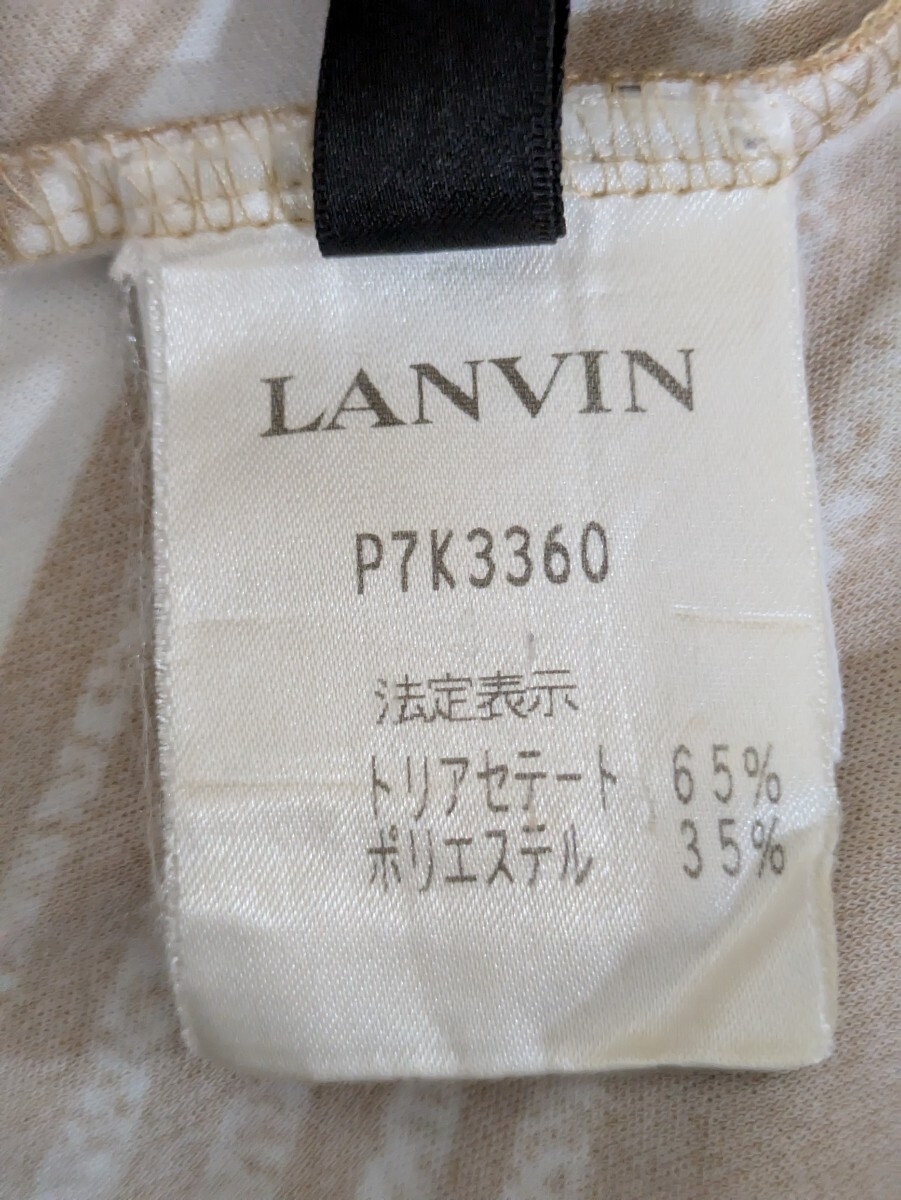 LANVIN
P7K3360
法定表示
トリアセテート 65%
ポリエステル 35%